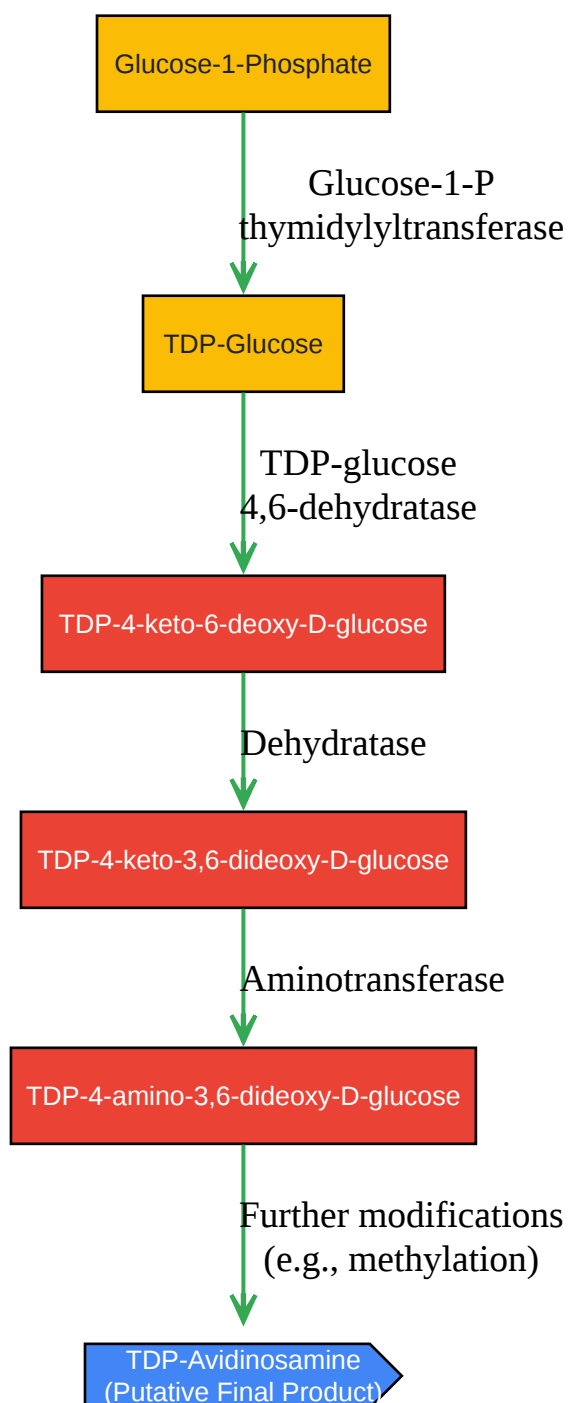 Glucose-1-Phosphate
Glucose-1-P
thymidylyltransferase
TDP-Glucose
TDP-glucose
4,6-dehydratase
TDP-4-keto-6-deoxy-D-glucose
Dehydratase
TDP-4-keto-3,6-dideoxy-D-glucose
Aminotransferase
TDP-4-amino-3,6-dideoxy-D-glucose
Further modifications
(e.g., methylation)
TDP-Avidinosamine
(Putative Final Product)